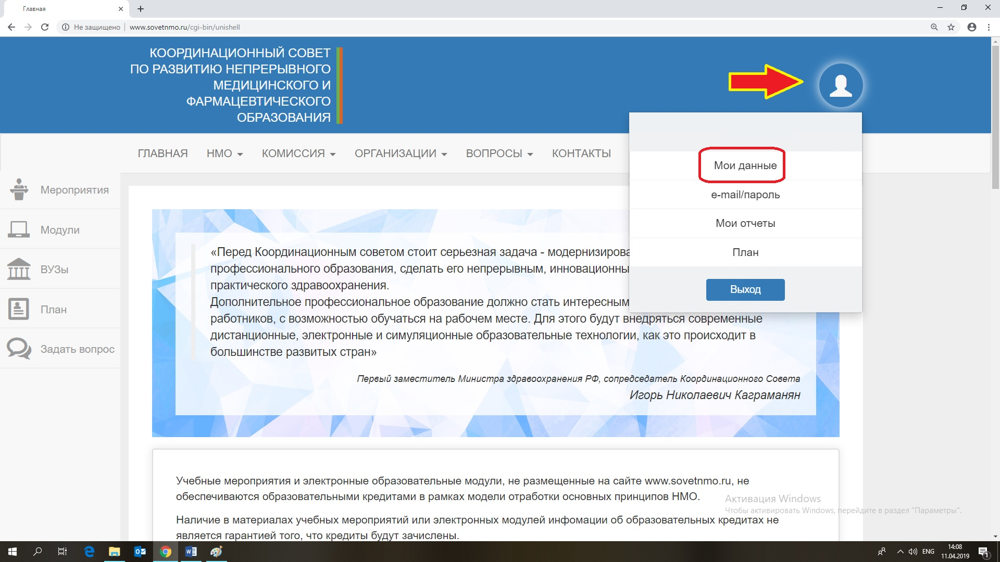 Главная
Не защищено
www.sovetnmo.ru/cgi-bin/unishell
КООРДИНАЦИОННЫЙ СОВЕТ
ПО РАЗВИТИЮ НЕПРЕРЫВНОГО
МЕДИЦИНСКОГО И
ФАРМАЦЕВТИЧЕСКОГО
ОБРАЗОВАНИЯ
ГЛАВНАЯ НМО КОМИССИЯ ОРГАНИЗАЦИИ ВОПРОСЫ КОНТАКТЫ
Мои данные
e-mail/пароль
Мои отчеты
План
Выход
Мероприятия
Модули
ВУЗы
План
Задать вопрос
«Перед Координационным советом стоит серьезная задача - модернизирова
профессионального образования, сделать его непрерывным, инновационны
практического здравоохранения.
Дополнительное профессиональное образование должно стать интересным
работников, с возможностью обучаться на рабочем месте. Для этого будут внедряться современные
дистанционные, электронные и симуляционные образовательные технологии, как это происходит в
большинстве развитых стран»
Первый заместитель Министра здравоохранения РФ, сопредседатель Координационного Совета
Игорь Николаевич Каграманян
Учебные мероприятия и электронные образовательные модули, не размещенные на сайте www.sovetnmo.ru, не
обеспечиваются образовательными кредитами в рамках модели отработки основных принципов НМО.
Наличие в материалах учебных мероприятий или электронных модулей инфомации об образовательных кредитах не
является гарантией того, что кредиты будут зачислены.
Активация Windows
Чтобы активировать Windows, перейдите в раздел "Параметры".
ENG
14:08
11.04.2019
1